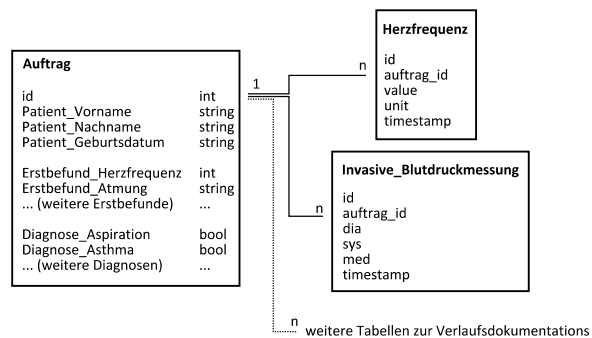 Auftrag
id int
Patient_Vorname string
Patient_Nachname string
Patient_Geburtsdatum string
Erstbefund_Herzfrequenz int
Erstbefund_Atmung string
... (weitere Erstbefunde) ...
Diagnose_Aspiration bool
Diagnose_Asthma bool
... (weitere Diagnosen) ...
1
n
Herzfrequenz
id
auftrag_id
value
unit
timestamp
n
Invasive_Blutdruckmessung
id
auftrag_id
dia
sys
med
timestamp
n
weitere Tabellen zur Verlaufsdokumentations